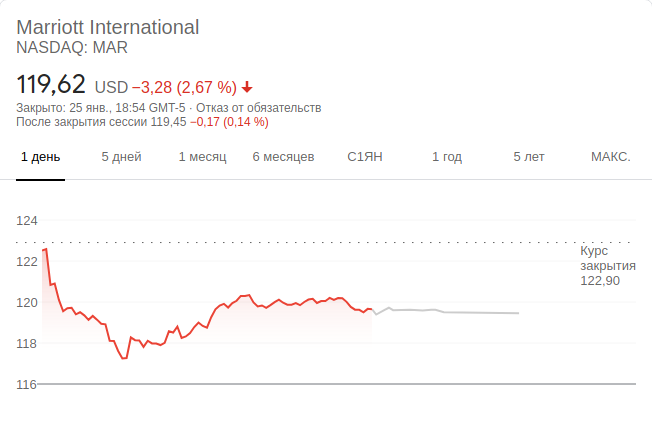 Marriott International
NASDAQ: MAR
119,62 USD −3,28 (2,67 %)
Закрыто: 25 янв., 18:54 GMT-5 · Отказ от обязательств
После закрытия сессии 119,45 −0,17 (0,14 %)
1 день 5 дней 1 месяц 6 месяцев С1ЯН 1 год 5 лет МАКС.
124
122
120
118
116
Курс
закрытия
122,90